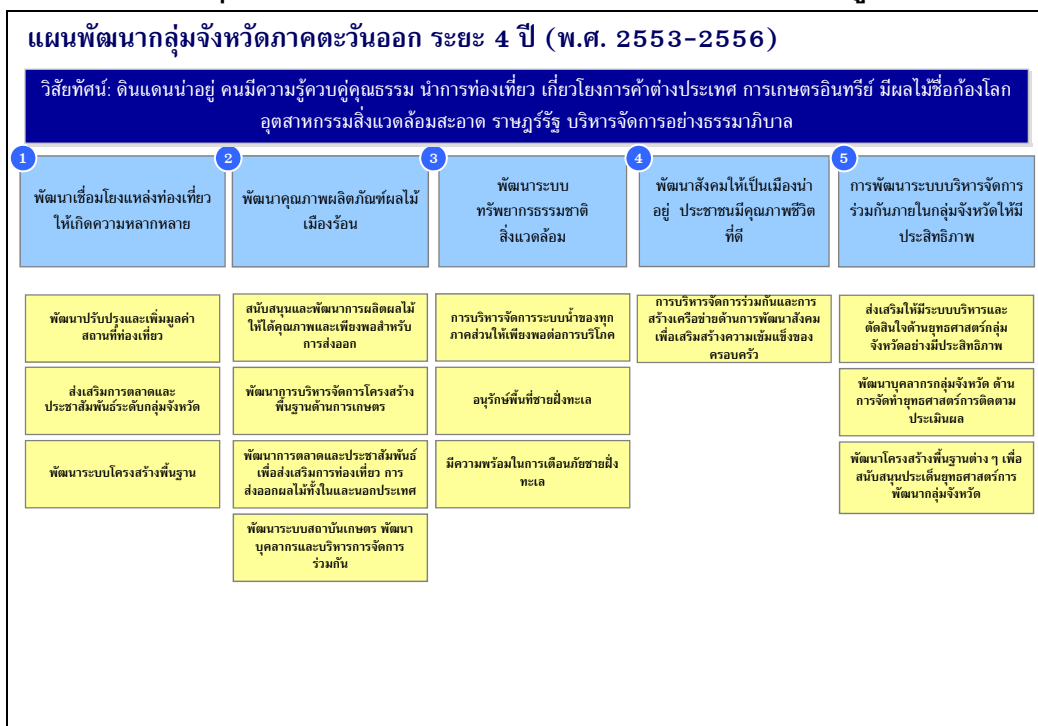 แผนพัฒนากลุ่มจังหวัดภาคตะวันออก ระยะ 4 ปี (พ.ศ. 2553-2556)
วิสัยทัศน์: ดินแดนน่าอยู่ คนมีความรู้ควบคู่คุณธรรม นำการท่องเที่ยว เกี่ยวโยงการค้าต่างประเทศ การเกษตรอินทรีย์ มีผลไม้ชื่อก้องโลก
อุตสาหกรรมสิ่งแวดล้อมสะอาด ราษฎร์รัฐ บริหารจัดการอย่างธรรมาภิบาล
1
พัฒนาเชื่อมโยงแหล่งท่องเที่ยว
ให้เกิดความหลากหลาย
2
พัฒนาคุณภาพผลิตภัณฑ์ผลไม้
เมืองร้อน
3
พัฒนาระบบ
ทรัพยากรธรรมชาติ
สิ่งแวดล้อม
4
พัฒนาสังคมให้เป็นเมืองน่า
อยู่ ประชาชนมีคุณภาพชีวิต
ที่ดี
5
การพัฒนาระบบบริหารจัดการ
ร่วมกันภายในกลุ่มจังหวัดให้มี
ประสิทธิภาพ
พัฒนาปรับปรุงและเพิ่มมูลค่า
สถานที่ท่องเที่ยว
ส่งเสริมการตลาดและ
ประชาสัมพันธ์ระดับกลุ่มจังหวัด
พัฒนาระบบโครงสร้างพื้นฐาน
สนับสนุนและพัฒนาการผลิตผลไม้
ให้ได้คุณภาพและเพียงพอสำหรับ
การส่งออก
พัฒนาการบริหารจัดการโครงสร้าง
พื้นฐานด้านการเกษตร
พัฒนาการตลาดและประชาสัมพันธ์
เพื่อส่งเสริมการท่องเที่ยว การ
ส่งออกผลไม้ทั้งในและนอกประเทศ
พัฒนาระบบสถาบันเกษตร พัฒนา
บุคลากรและบริหารการจัดการ
ร่วมกัน
การบริหารจัดการระบบน้ำของทุก
ภาคส่วนให้เพียงพอต่อการบริโภค
อนุรักษ์พื้นที่ชายฝั่งทะเล
มีความพร้อมในการเตือนภัยชายฝั่ง
ทะเล
การบริหารจัดการร่วมกันและการ
สร้างเครือข่ายด้านการพัฒนาสังคม
เพื่อเสริมสร้างความเข้มแข็งของ
ครอบครัว
ส่งเสริมให้มีระบบบริหารและ
ตัดสินใจด้านยุทธศาสตร์กลุ่ม
จังหวัดอย่างมีประสิทธิภาพ
พัฒนาบุคลากรกลุ่มจังหวัด ด้าน
การจัดทำยุทธศาสตร์การติดตาม
ประเมินผล
พัฒนาโครงสร้างพื้นฐานต่าง ๆ เพื่อ
สนับสนุนประเด็นยุทธศาสตร์การ
พัฒนากลุ่มจังหวัด